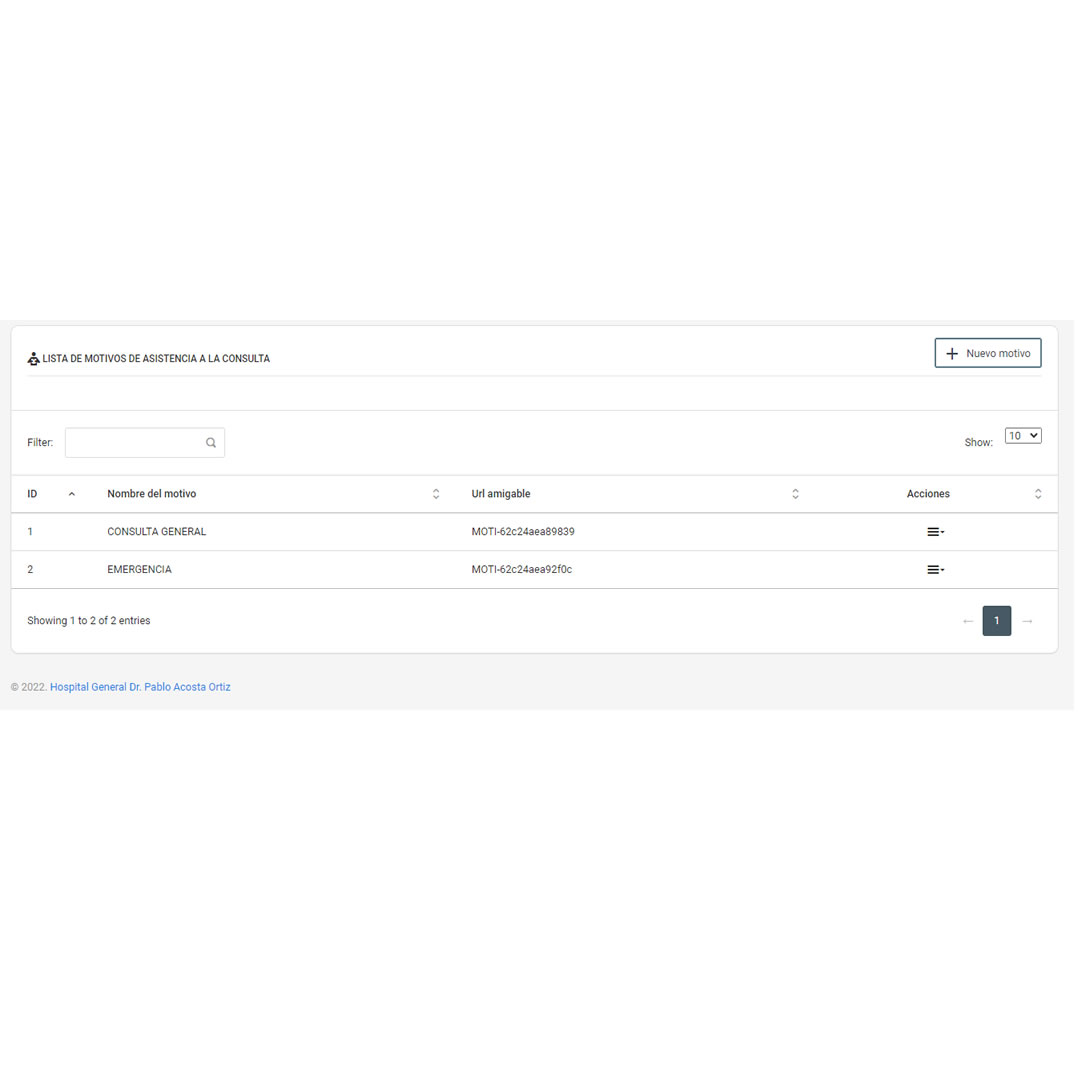 LISTA DE MOTIVOS DE ASISTENCIA A LA CONSULTA
Nuevo motivo
Filter:
Show: 10
ID Nombre del motivo Url amigable Acciones
1 CONSULTA GENERAL MOTI-62c24aea89839
2 EMERGENCIA MOTI-62c24aea92f0c
Showing 1 to 2 of 2 entries
← 1 →
© 2022. Hospital General Dr. Pablo Acosta Ortiz